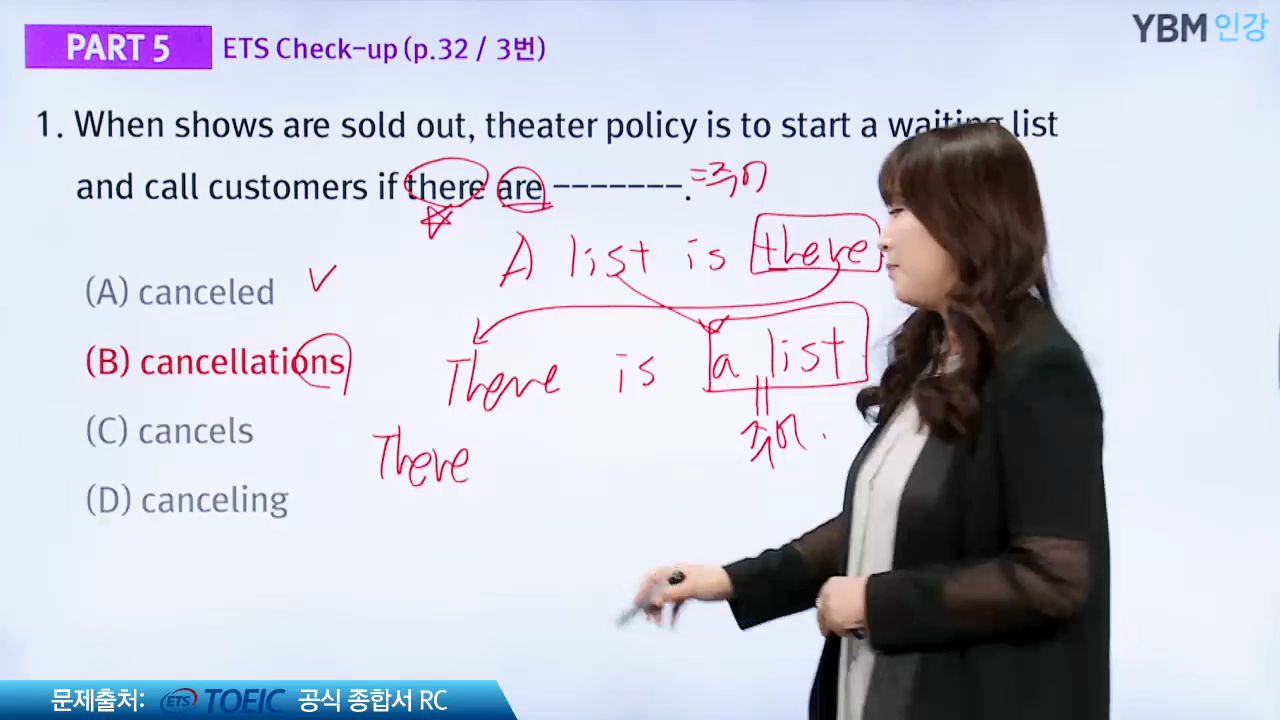 PART 5 ETS Check-up (p.32 / 3번)
YBM 인강
1. When shows are sold out, theater policy is to start a waiting list
and call customers if there are -------. =주어
A list is there
(A) canceled
There is a list
(B) cancellations
주어.
(C) cancels
There
(D) canceling
문제출처: ETS TOEIC 공식 종합서 RC